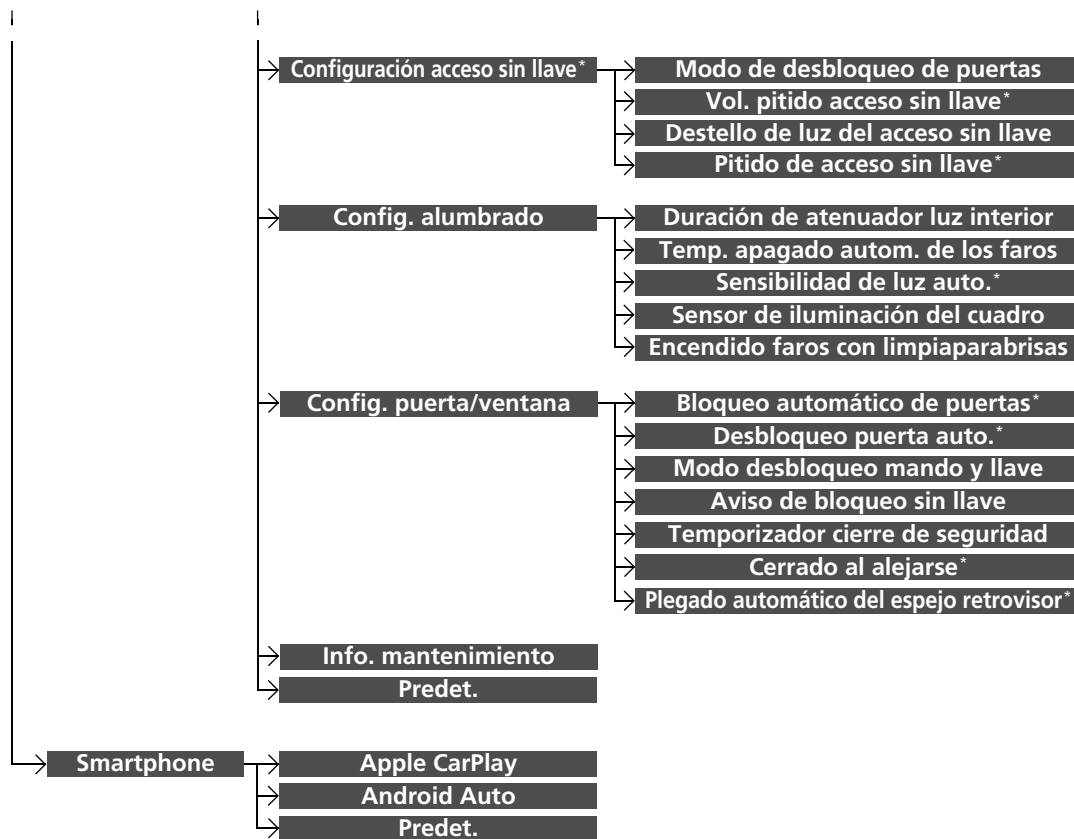 Configuración acceso sin llave*
Modo de desbloqueo de puertas
Vol. pitido acceso sin llave*
Destello de luz del acceso sin llave
Pitido de acceso sin llave*
Config. alumbrado
Duración de atenuador luz interior
Temp. apagado autom. de los faros
Sensibilidad de luz auto.*
Sensor de iluminación del cuadro
Encendido faros con limpiaparabrisas
Config. puerta/ventana
Bloqueo automático de puertas*
Desbloqueo puerta auto.*
Modo desbloqueo mando y llave
Aviso de bloqueo sin llave
Temporizador cierre de seguridad
Cerrado al alejarse*
Plegado automático del espejo retrovisor*
Info. mantenimiento
Predet.
Smartphone
Apple CarPlay
Android Auto
Predet.